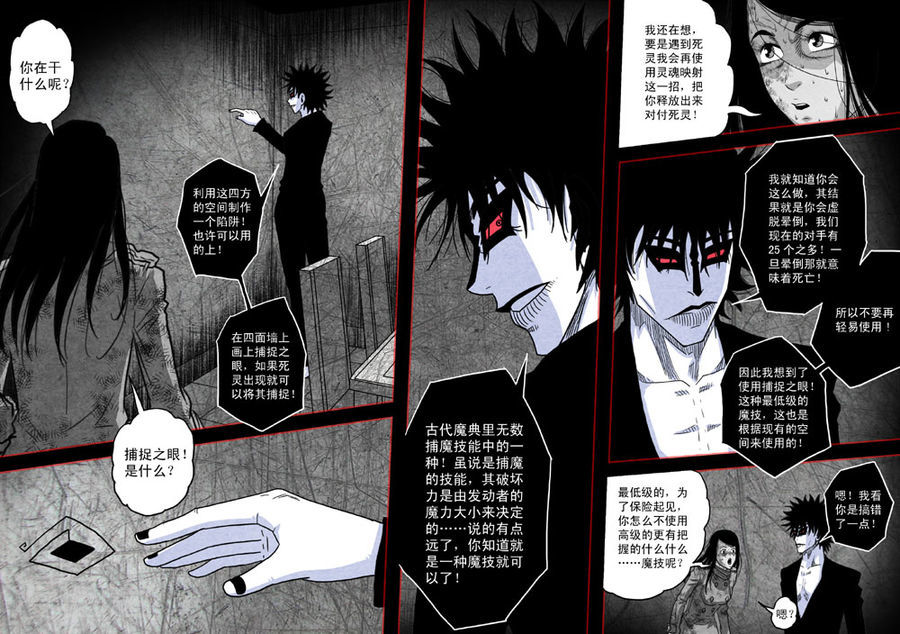 你在干
什么呢？
利用这四方
的空间制作
一个陷阱！
也许可以用
的上！
在四面墙上
画上捕捉之
眼，如果死
灵出现就可
以将其捕捉！
捕捉之眼！
是什么？
古代魔典里无数
捕魔技能中的一
种！虽说是捕魔
的技能，其破坏
力是由发动者的
魔力大小来决定
的……说的有点
远了，你知道就
是一种魔技就可
以了！
我还在想，
要是遇到死
灵我会再使
用灵魂映射
这一招，把
你释放出来
对付死灵！
我就知道你会
这么做，其结
果就是你会虚
脱晕倒，我们
现在的对手有
25个之多！一
旦晕倒那就意
味着死亡！
所以不要再
轻易使用！
因此我想到了
使用捕捉之眼！
这种最低级的
魔技，这也是
根据现有的空
间来使用的！
最低级的，为
了保险起见，
你怎么不使用
高级的更有把
握的什么什么
……魔技呢？
嗯！我看
你是搞错
了一点！
嗯？